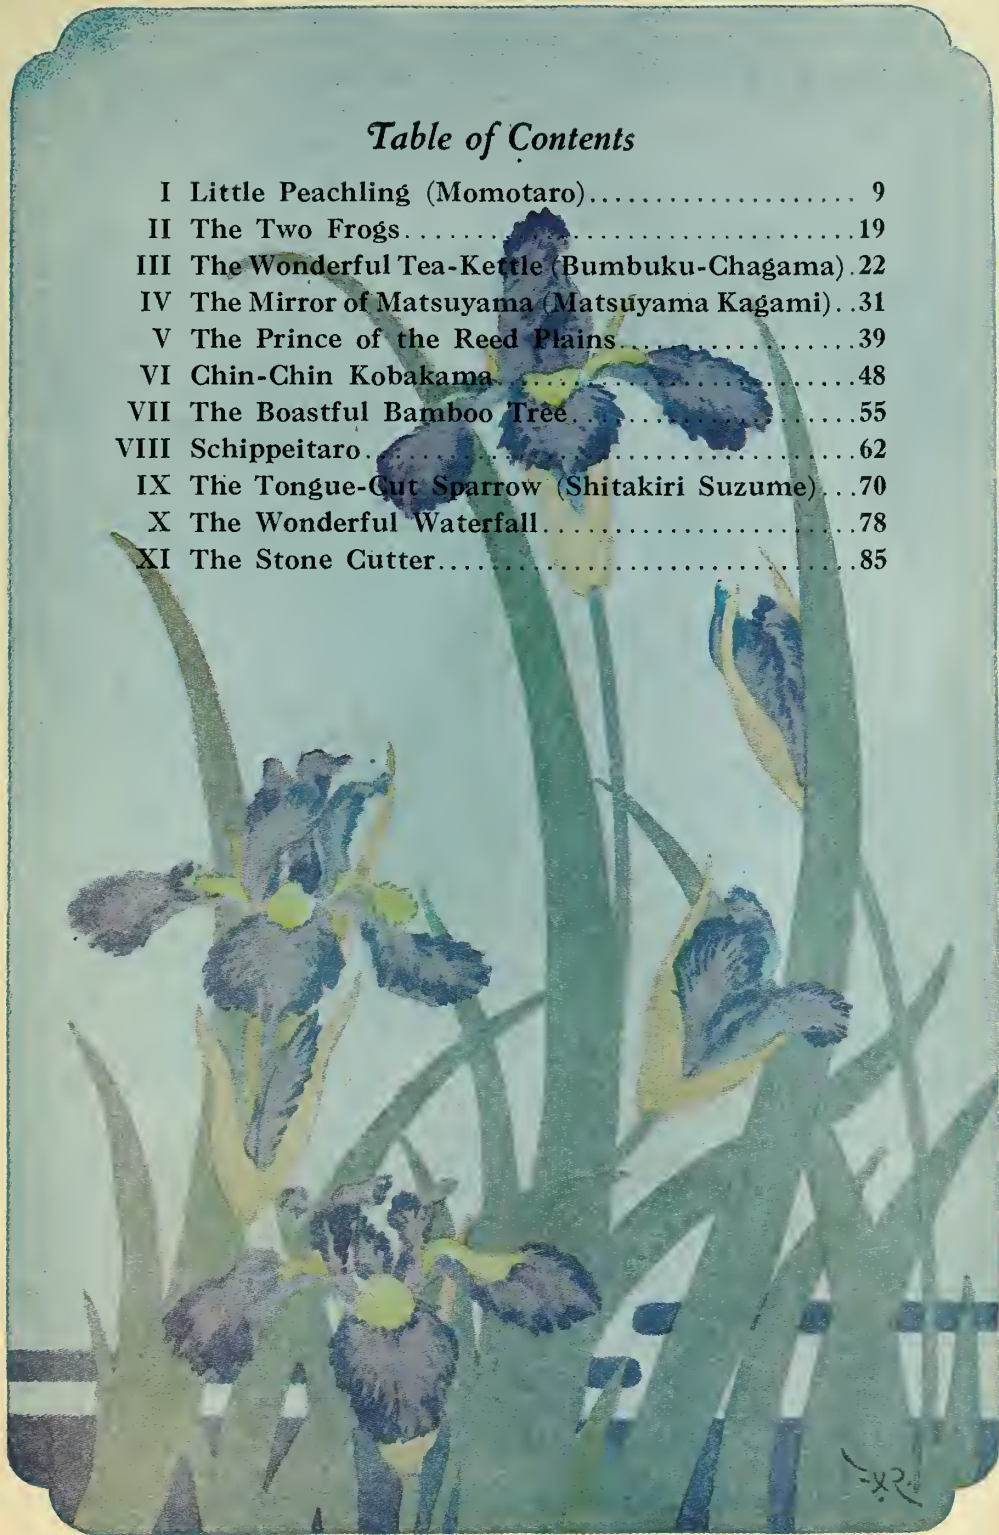 Table of Contents
I Little Peachling (Momotaro).................... 9
II The Two Frogs..................................19
III The Wonderful Tea-Kettle (Bumbuku-Chagama).22
IV The Mirror of Matsuyama (Matsuyama Kagami)..31
V The Prince of the Reed Plains..................39
VI Chin-Chin Kobakama...........................48
VII The Boastful Bamboo Tree.....................55
VIII Schippeitaro.....................................62
IX The Tongue-Cut Sparrow (Shitakiri Suzume)...70
X The Wonderful Waterfall........................78
XI The Stone Cutter................................85